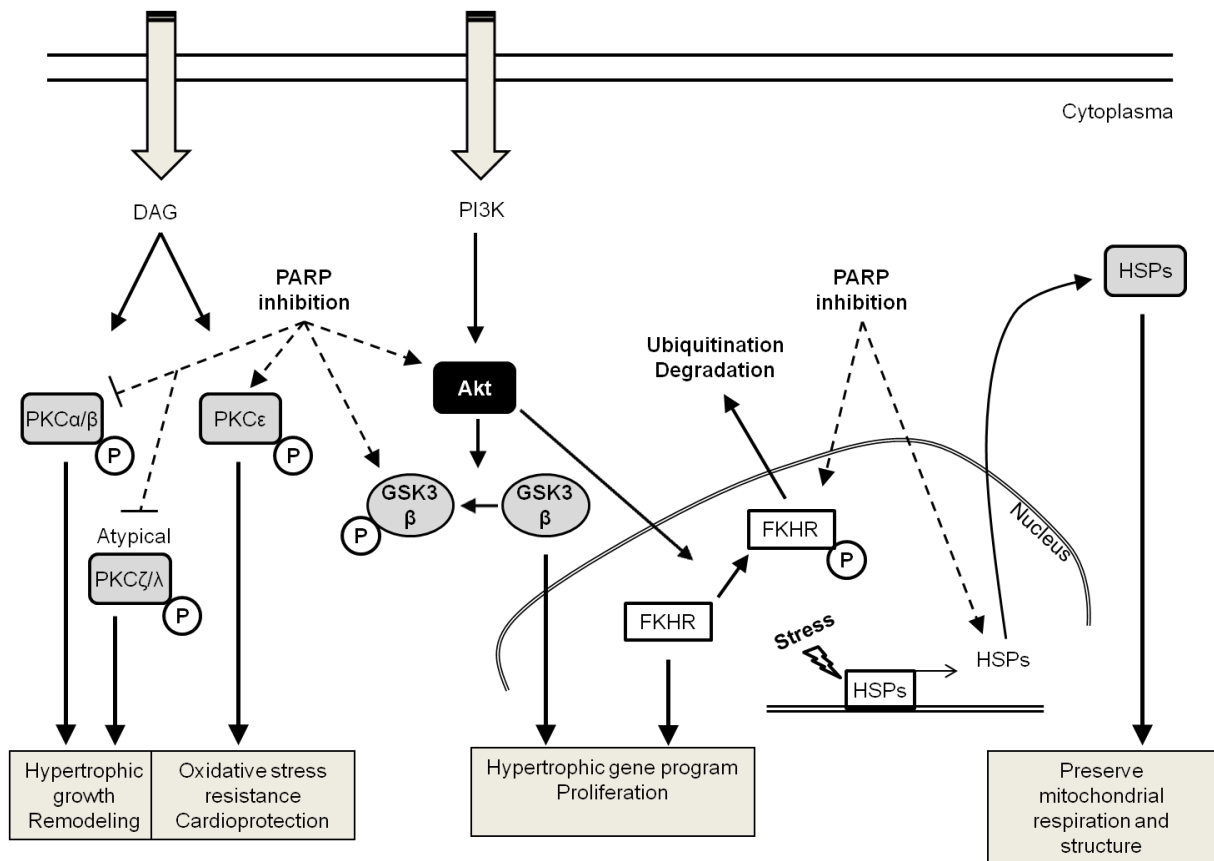 Cytoplasma
DAG
PI3K
PARP
inhibition
PARP
inhibition
HSPs
Ubiquitination
Degradation
Akt
PKCα/β
P
PKCε
P
GSK3
β
P
GSK3
β
Nucleus
FKHR
P
Atypical
PKCζ/λ
P
FKHR
Stress
HSPs
HSPs
Hypertrophic
growth
Remodeling
Oxidative stress
resistance
Cardioprotection
Hypertrophic gene program
Proliferation
Preserve
mitochondrial
respiration and
structure